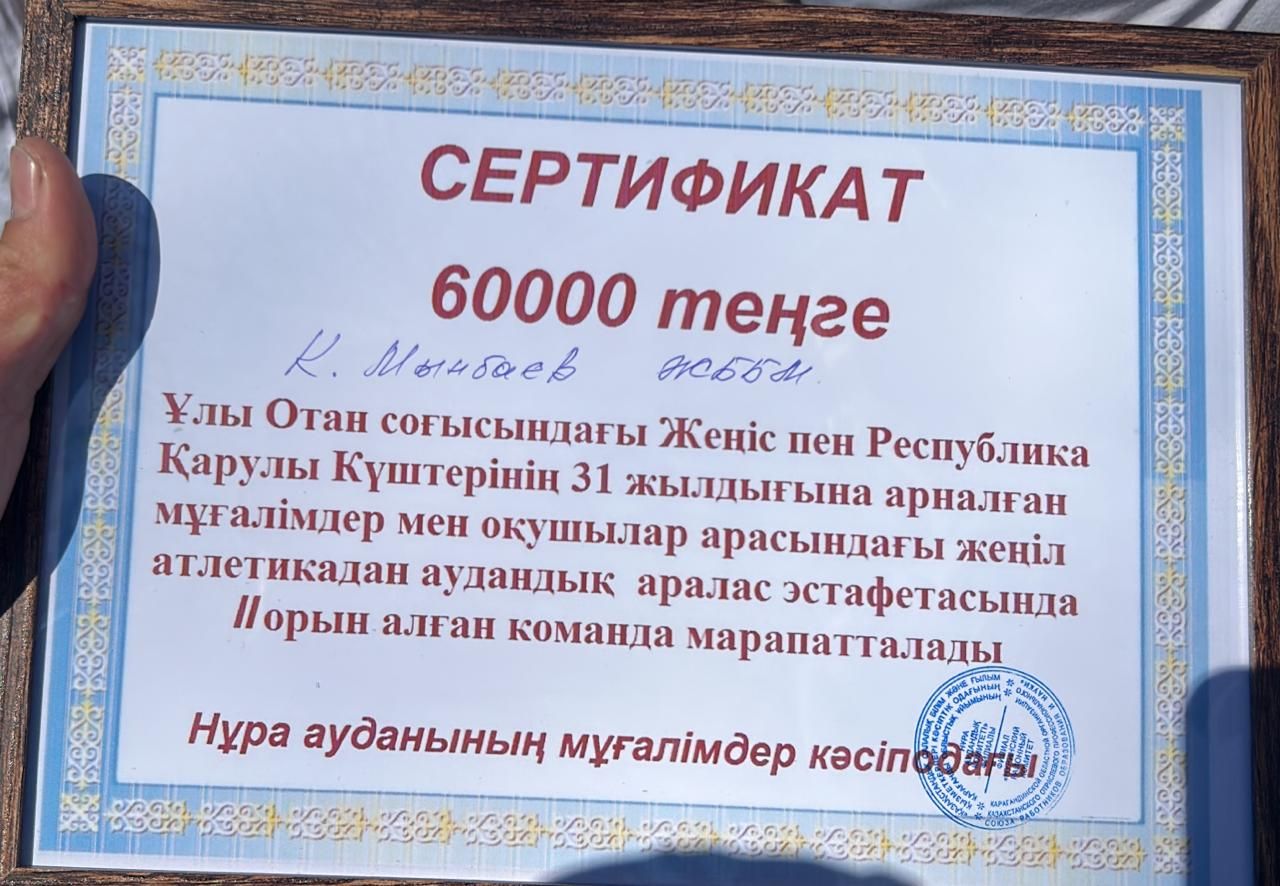 СЕРТИФИКАТ
60000 теңге
К. Мынбаев ЖББМ
Ұлы Отан соғысындағы Жеңіс пен Республика
Қарулы Күштерінің 31 жылдығына арналған
мұғалімдер мен оқушылар арасындағы жеңіл
атлетикадан аудандық аралас эстафетасында
II орын алған команда марапатталады
Нұра ауданының мұғалімдер кәсіподағы